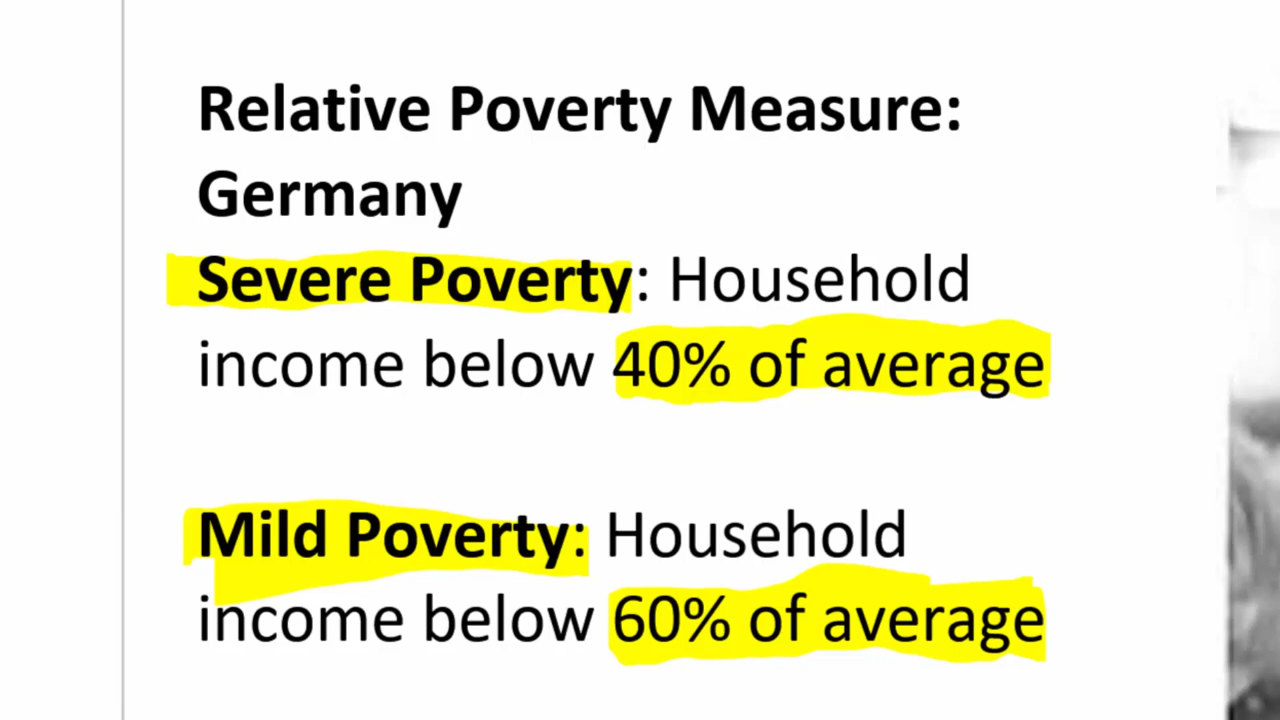 Relative Poverty Measure:
Germany
Severe Poverty: Household
income below 40% of average
Mild Poverty: Household
income below 60% of average